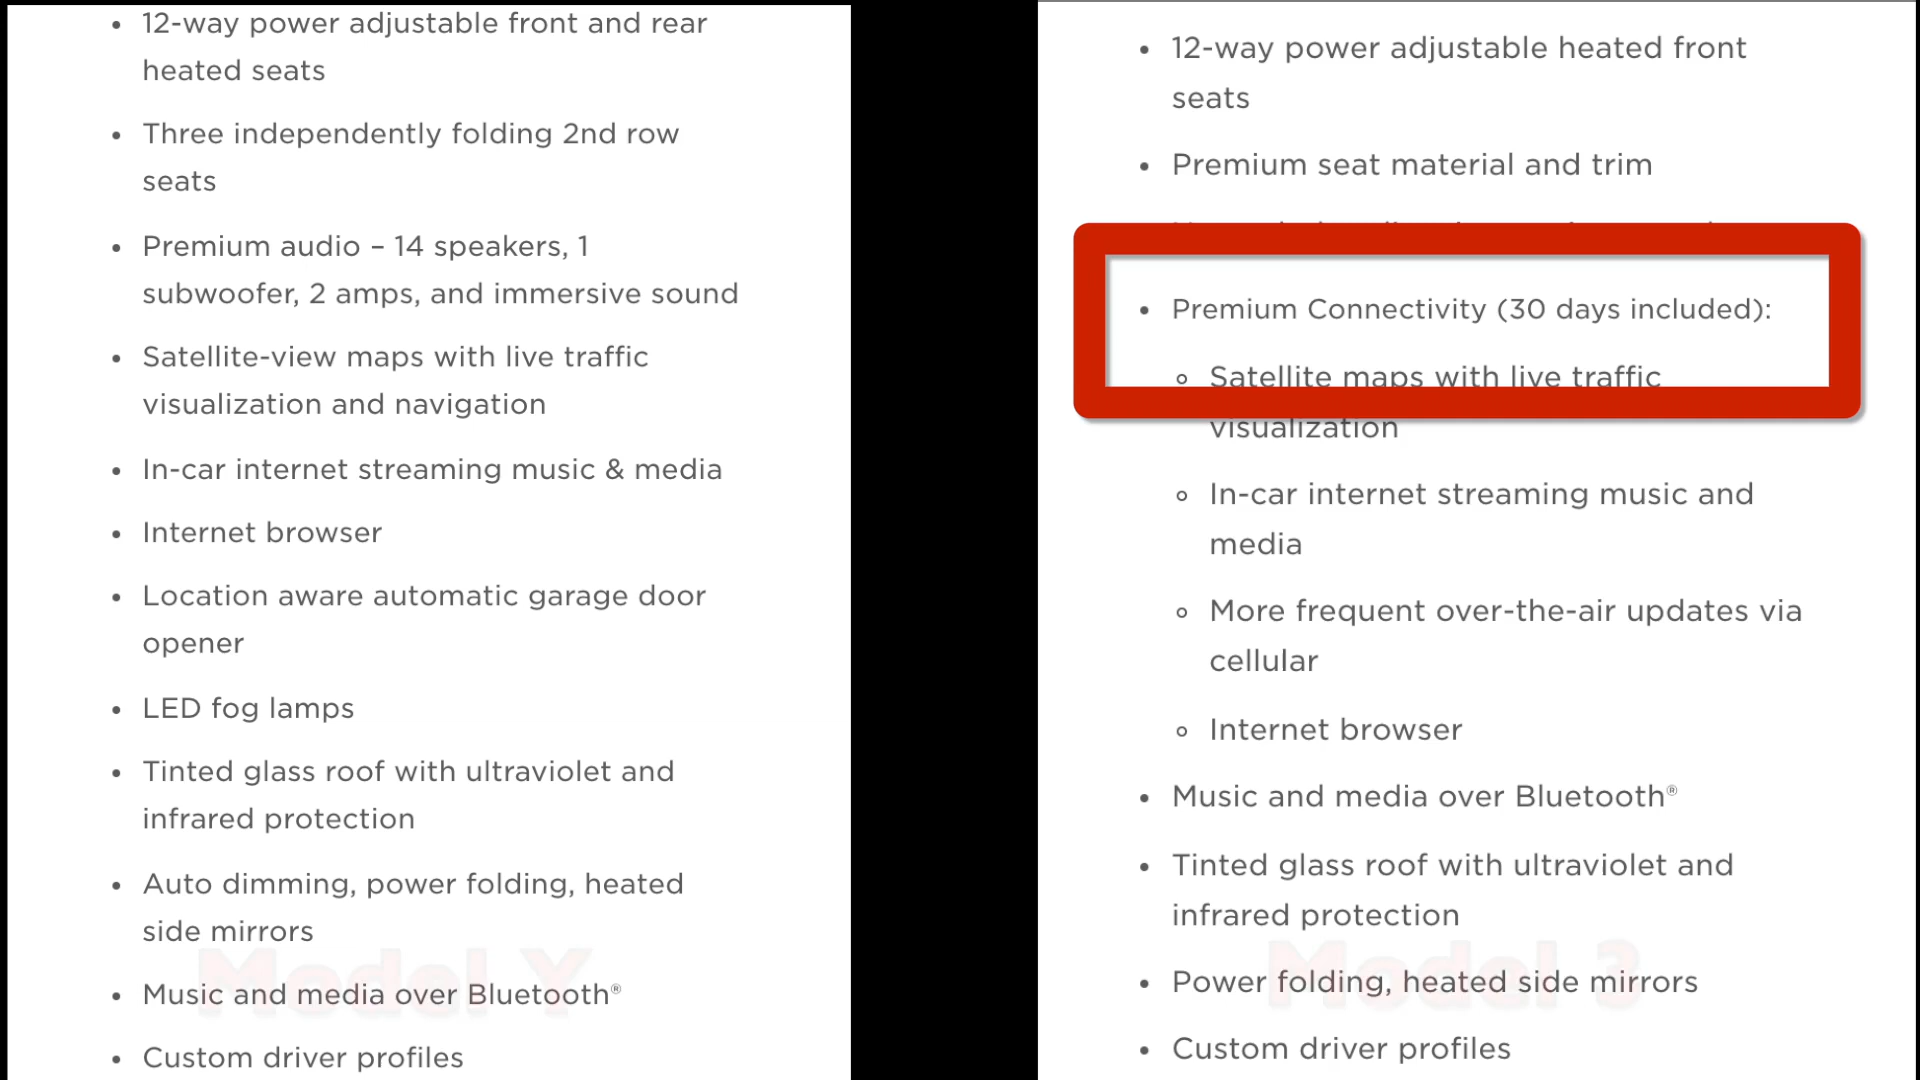 12-way power adjustable front and rear
heated seats
Three independently folding 2nd row
seats
Premium audio – 14 speakers, 1
subwoofer, 2 amps, and immersive sound
Satellite-view maps with live traffic
visualization and navigation
In-car internet streaming music & media
Internet browser
Location aware automatic garage door
opener
LED fog lamps
Tinted glass roof with ultraviolet and
infrared protection
Auto dimming, power folding, heated
side mirrors
Model Y
Music and media over Bluetooth®
Custom driver profiles
12-way power adjustable heated front
seats
Premium seat material and trim
Premium Connectivity (30 days included):
Satellite maps with live traffic
visualization
In-car internet streaming music and
media
More frequent over-the-air updates via
cellular
Internet browser
Music and media over Bluetooth®
Tinted glass roof with ultraviolet and
infrared protection
Model 3
Power folding, heated side mirrors
Custom driver profiles